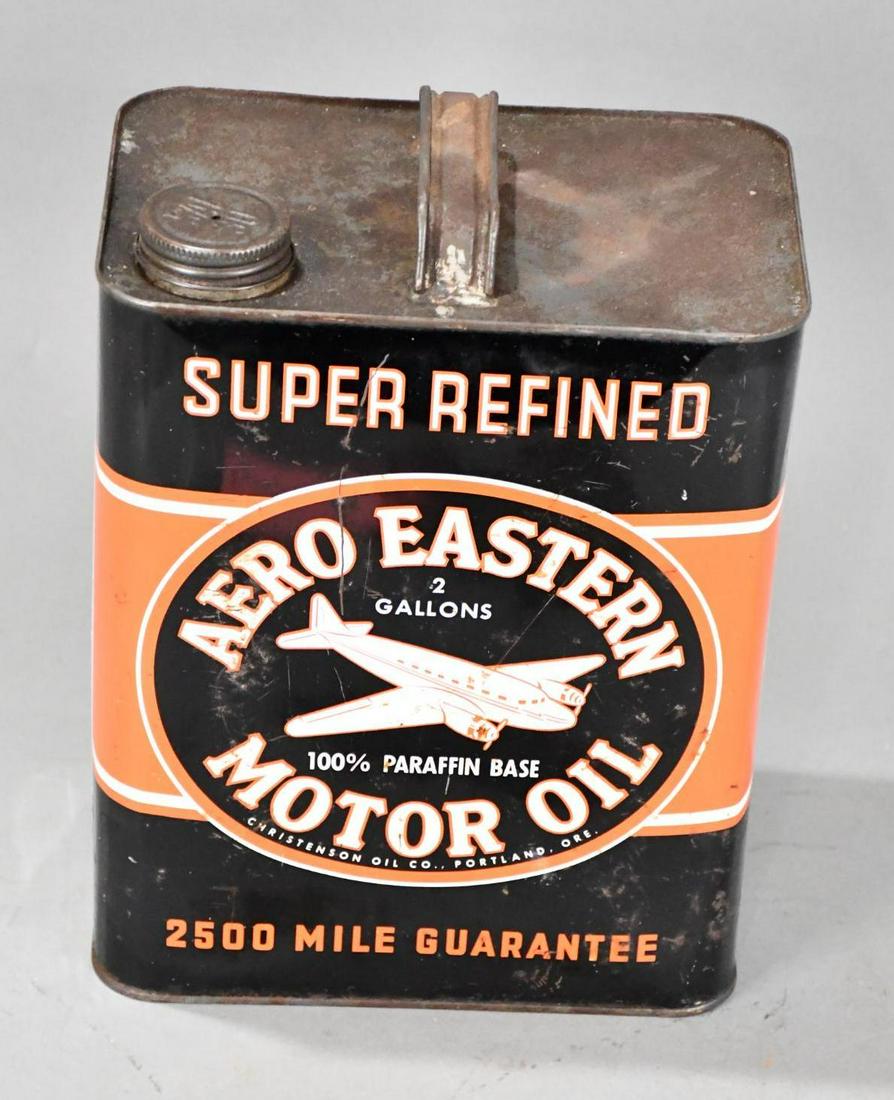 SUPER REFINED
AERO EASTERN
2
GALLONS
100% PARAFFIN BASE
MOTOR OIL
CHRISTENSON OIL CO., PORTLAND, ORE.
2500 MILE GUARANTEE